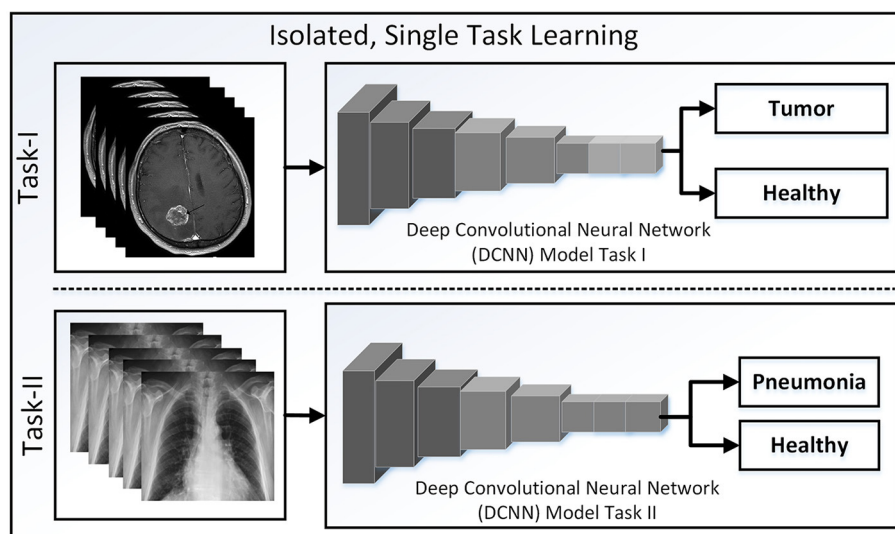 Isolated, Single Task Learning
Task-I
Tumor
Healthy
Deep Convolutional Neural Network
(DCNN) Model Task I
Task-II
Pneumonia
Healthy
Deep Convolutional Neural Network
(DCNN) Model Task II